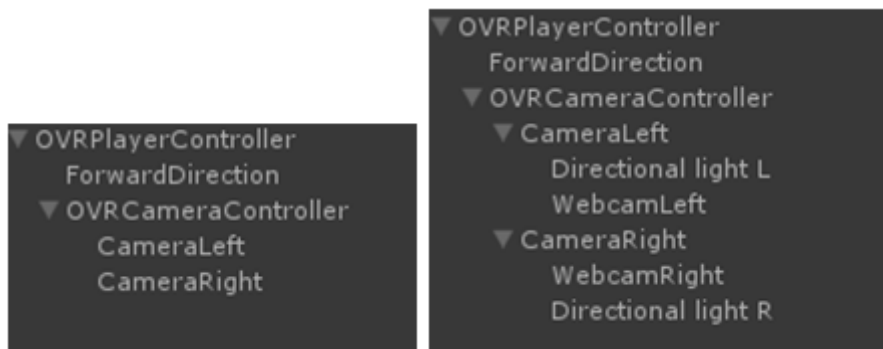 OVRPlayerController
ForwardDirection
OVRCameraController
CameraLeft
CameraRight
OVRPlayerController
ForwardDirection
OVRCameraController
CameraLeft
Directional light L
WebcamLeft
CameraRight
WebcamRight
Directional light R